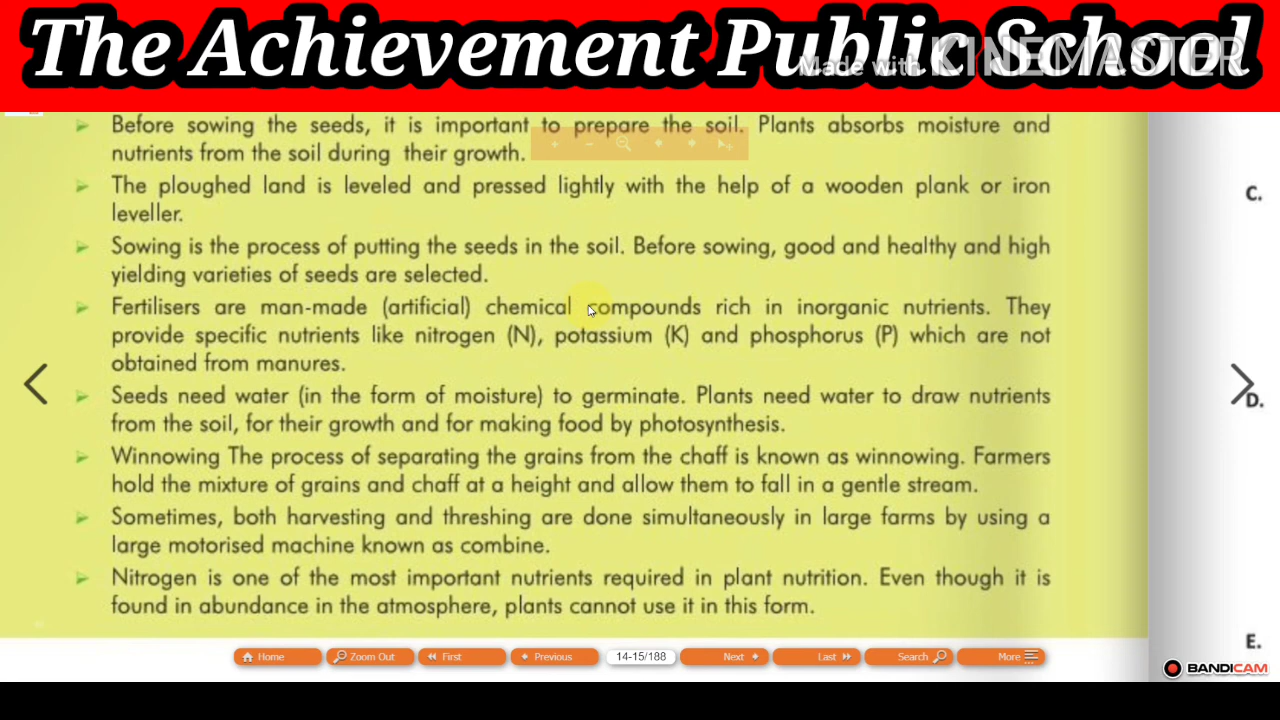 The Achievement Public School
Made with KINEMASTER
Before sowing the seeds, it is important to prepare the soil. Plants absorbs moisture and
nutrients from the soil during their growth.
The ploughed land is leveled and pressed lightly with the help of a wooden plank or iron
leveller.
Sowing is the process of putting the seeds in the soil. Before sowing, good and healthy and high
yielding varieties of seeds are selected.
Fertilisers are man-made (artificial) chemical compounds rich in inorganic nutrients. They
provide specific nutrients like nitrogen (N), potassium (K) and phosphorus (P) which are not
obtained from manures.
Seeds need water (in the form of moisture) to germinate. Plants need water to draw nutrients
from the soil, for their growth and for making food by photosynthesis.
Winnowing The process of separating the grains from the chaff is known as winnowing. Farmers
hold the mixture of grains and chaff at a height and allow them to fall in a gentle stream.
Sometimes, both harvesting and threshing are done simultaneously in large farms by using a
large motorised machine known as combine.
Nitrogen is one of the most important nutrients required in plant nutrition. Even though it is
found in abundance in the atmosphere, plants cannot use it in this form.
C.
D.
E.
Home Zoom Out First Previous 14-15/188 Next Last Search More
BANDICAM